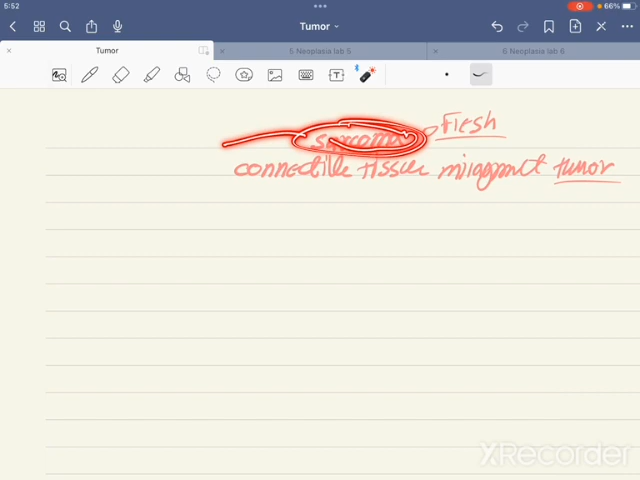 5:52
66%
Tumor
Tumor
5 Neoplasia lab 5
6 Neoplasia lab 6
T
sarcoma Flesh
connective tissue malignant tumor
XRecorder